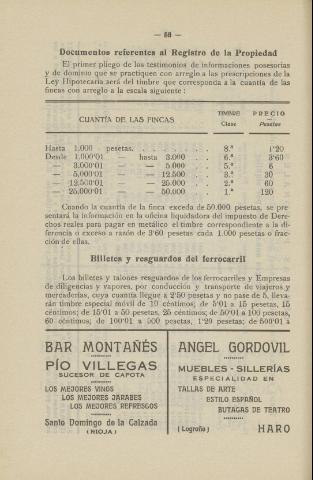 — 68 —
Documentos referentes al Registro de la Propiedad
El primer pliego de los testimonios de informaciones posesorias
y de dominio que se practiquen con arreglo a las prescripciones de la
Ley Hipotecaria será del timbre que corresponda a la cuantía de las
fincas con arreglo a la escala siguiente :
CUANTÍA DE LAS FINCAS TIMBRE Clase PRECIO Pesetas
Hasta 1.000 pesetas. . . . . . . 8.ª 1'20
Desde 1.000'01 — hasta 3.000 . . . 6.ª 3'60
— 3.000'01 — — 5.000 . . . 5.ª 6
— 5.000'01 — — 12.500 . . . 3.ª 30
— 12.500'01 — — 25.000 . . . 2.ª 60
— 25.000'01 — — 50.000 . . . 1.ª 120
Cuando la cuantía de la finca exceda de 50.000 pesetas, se pre-
sentará la información en la oficina liquidadora del impuesto de Dere-
chos reales para pagar en metálico el timbre correspondiente a la di-
ferencia o exceso a razón de 3'60 pesetas cada 1.000 pesetas o frac-
ción de ellas.
Billetes y resguardos del ferrocarril
Los billetes y talones resguardos de los ferrocarriles y Empresas
de diligencias y vapores, por conducción y transporte de viajeros y
mercaderías, cuya cuantía llegue a 2'50 pesetas y no pase de 5, lleva-
rán timbre especial móvil de 10 céntimos; de 5'01 a 15 pesetas, 15
céntimos; de 15'01 a 50 pesetas, 25 céntimos; de 50'01 a 100 pesetas,
60 céntimos; de 100'01 a 500 pesetas, 1'20 pesetas; de 500'01 a
BAR MONTAÑÉS
PÍO VILLEGAS
SUCESOR DE CAPOTA
LOS MEJORES VINOS
LOS MEJORES JARABES
LOS MEJORES REFRESCOS
Santo Domingo de la Calzada
(RIOJA)
ANGEL GORDOVIL
MUEBLES - SILLERÍAS
ESPECIALIDAD EN
TALLAS DE ARTE
ESTILO ESPAÑOL
BUTACAS DE TEATRO
(Logroño) HARO